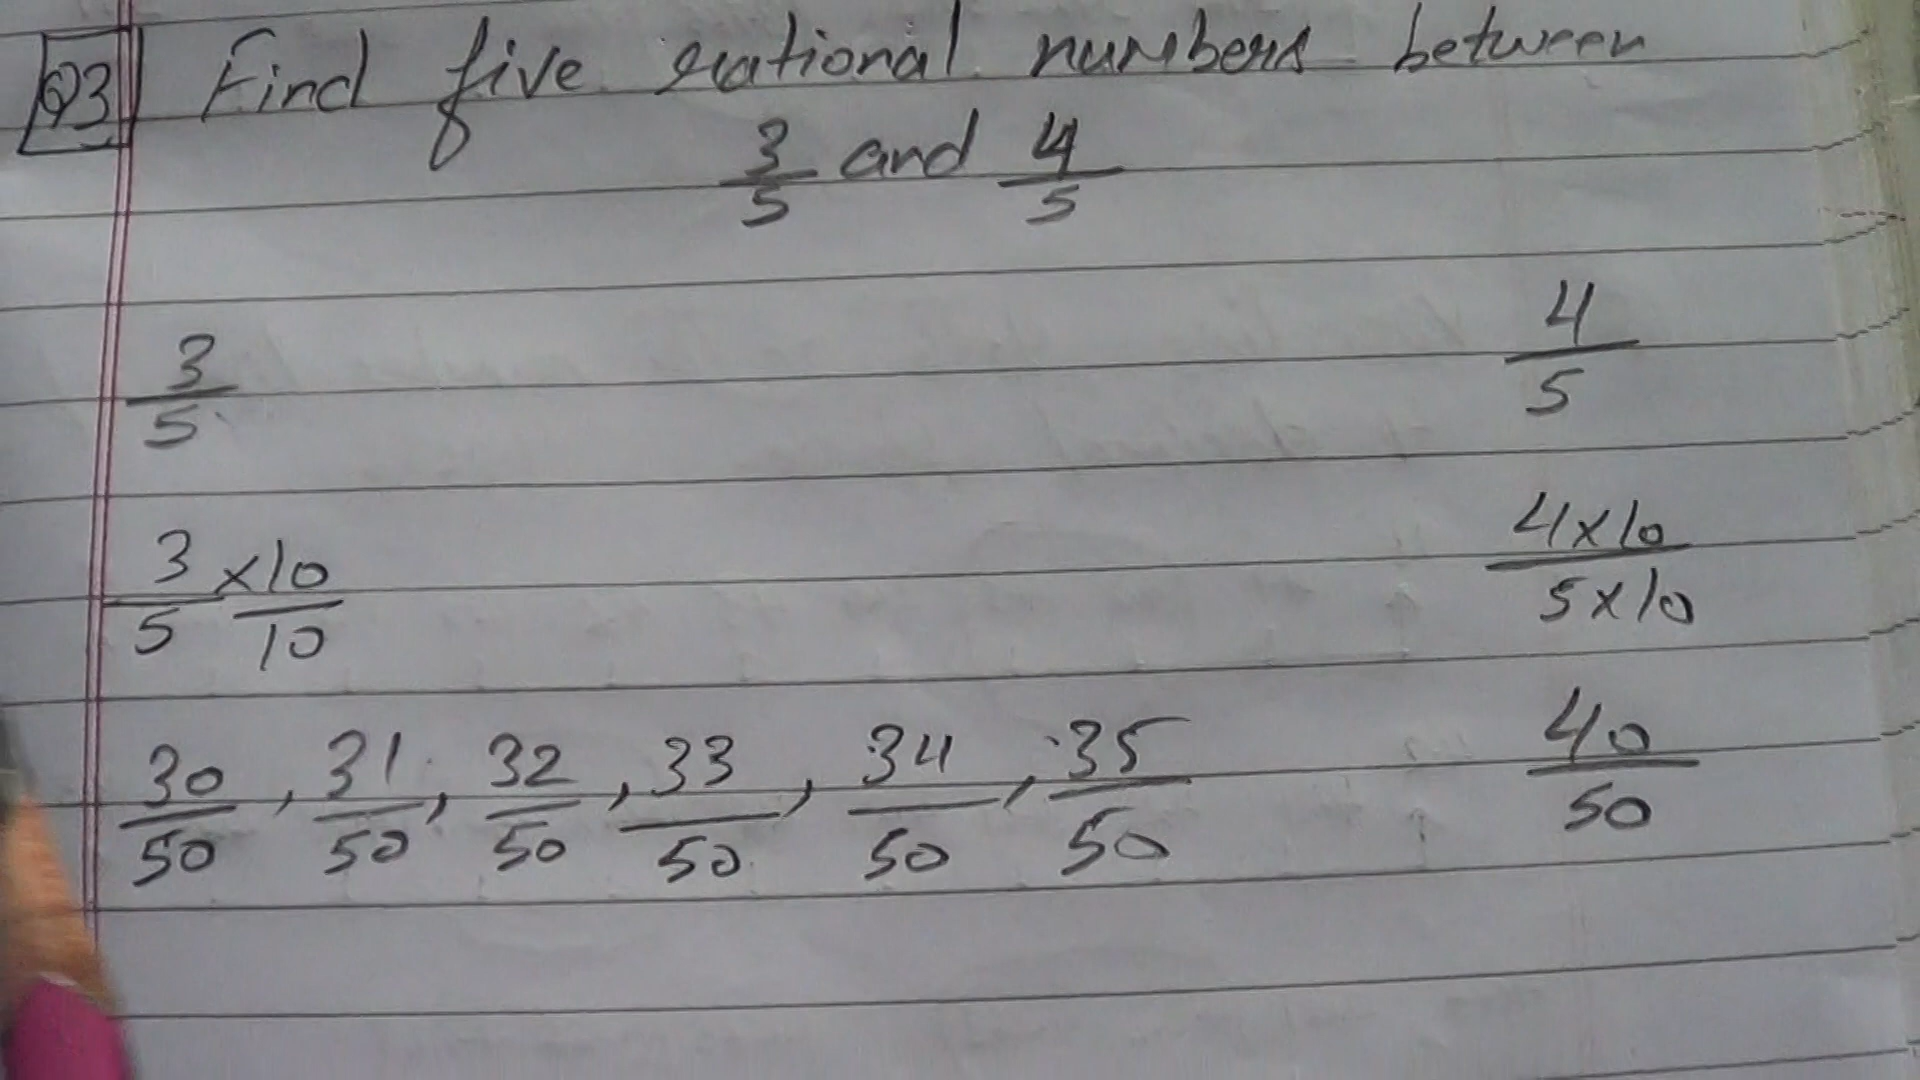 Q3 Find five rational numbers between
3/5 and 4/5
3/5 4/5
3/5 ×10/10 4×10/5×10
30/50, 31/50, 32/50, 33/50, 34/50, 35/50 40/50